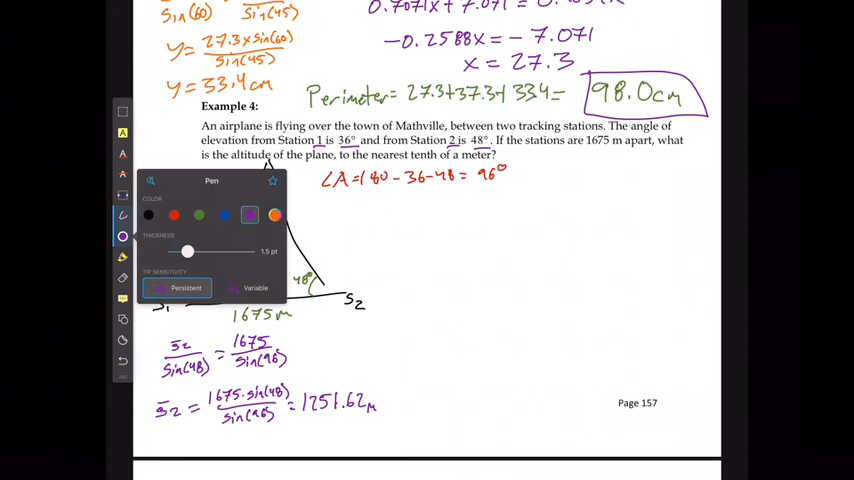 sin(60) sin(45)
0.7071x + 7.071 =
y = 27.3 x sin(60)
sin(45)
-0.2588x = -7.071
x = 27.3
y = 33.4cm
Perimeter = 27.3+37.3+33.4 = 98.0cm
Example 4:
An airplane is flying over the town of Mathville, between two tracking stations. The angle of
elevation from Station 1 is 36° and from Station 2 is 48°. If the stations are 1675 m apart, what
is the altitude of the plane, to the nearest tenth of a meter?
∠A = 180 - 36 - 48 = 96°
Pen
COLOR
THICKNESS
1.5 pt
TIP SENSITIVITY
Persistent Variable
48°
S2
1675 m
s2 = 1675
sin(48) sin(96)
s2 = 1675·sin(48) = 1251.62m
sin(96)
Page 157